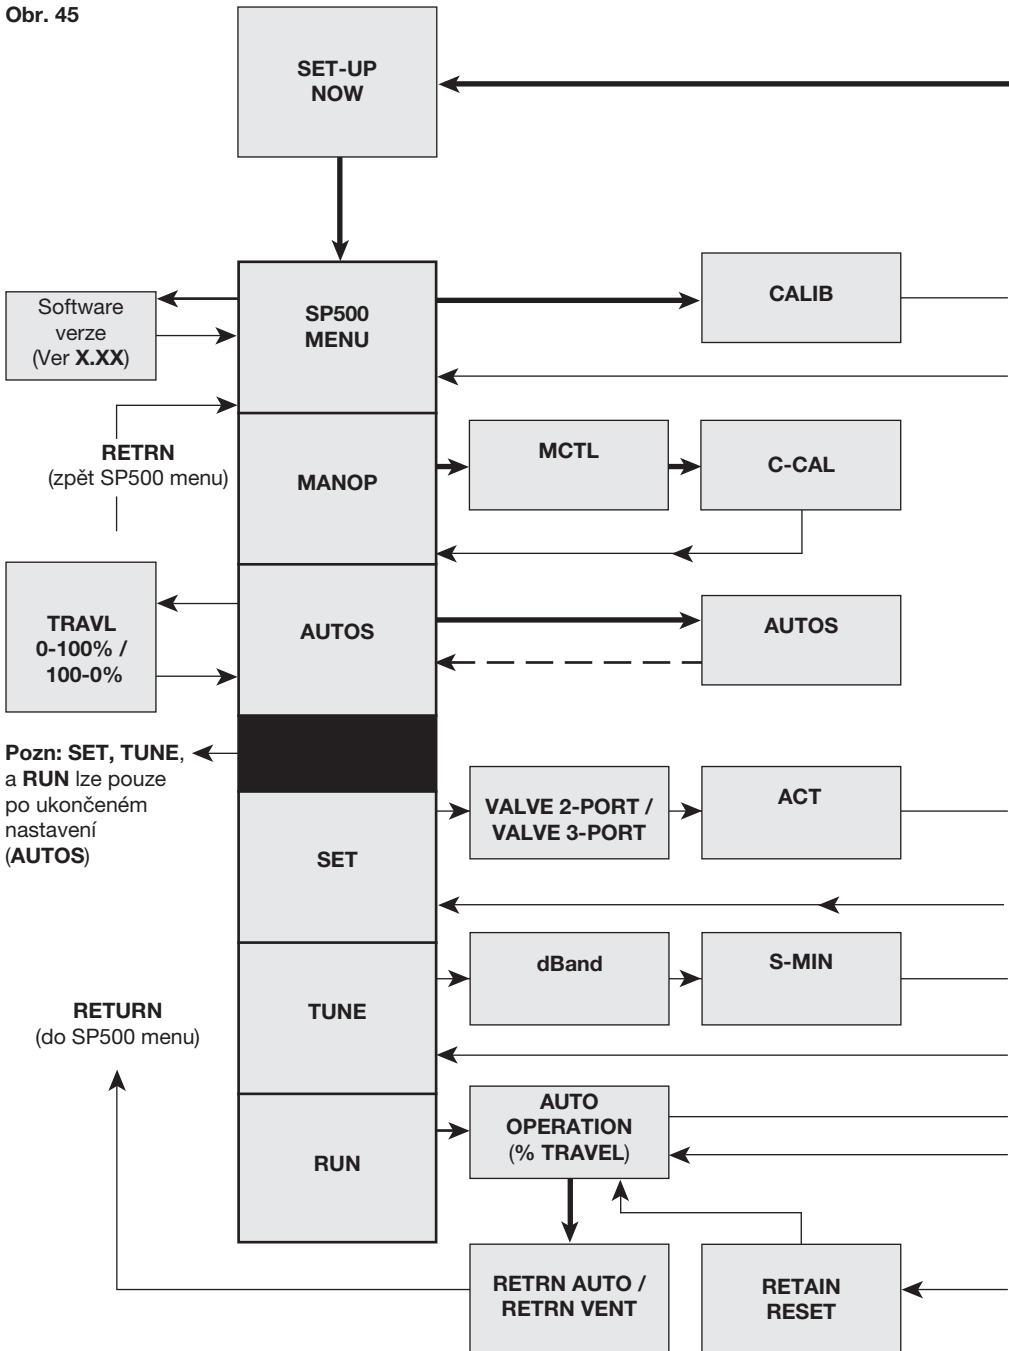 Obr. 45
SET-UP
NOW
Software
verze
(Ver X.XX)
SP500
MENU
CALIB
RETRN
(zpět SP500 menu)
MANOP
MCTL
C-CAL
TRAVL
0-100% /
100-0%
AUTOS
AUTOS
Pozn: SET, TUNE,
a RUN lze pouze
po ukončeném
nastavení
(AUTOS)
SET
VALVE 2-PORT /
VALVE 3-PORT
ACT
TUNE
dBand
S-MIN
RETURN
(do SP500 menu)
RUN
AUTO
OPERATION
(% TRAVEL)
RETRN AUTO /
RETRN VENT
RETAIN
RESET